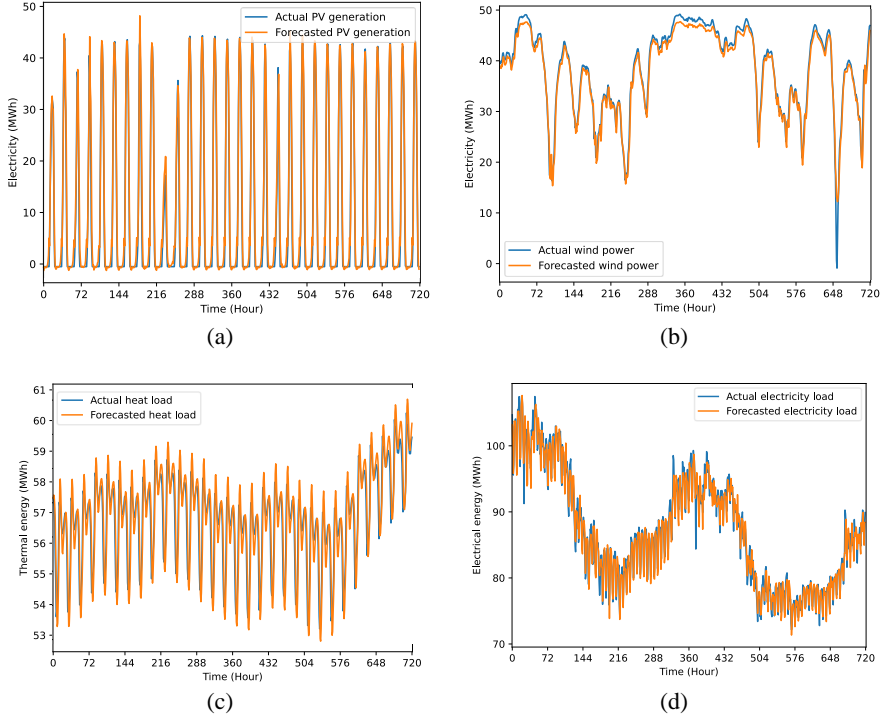 Actual PV generation
Forecasted PV generation
Electricity (MWh)
50
40
30
20
10
0
0 72 144 216 288 360 432 504 576 648 720
Time (Hour)
(a)
Actual wind power
Forecasted wind power
Electricity (MWh)
50
40
30
20
10
0
0 72 144 216 288 360 432 504 576 648 720
Time (Hour)
(b)
Actual heat load
Forecasted heat load
Thermal energy (MWh)
61
60
59
58
57
56
55
54
53
0 72 144 216 288 360 432 504 576 648 720
Time (Hour)
(c)
Actual electricity load
Forecasted electricity load
Electrical energy (MWh)
100
90
80
70
0 72 144 216 288 360 432 504 576 648 720
Time (Hour)
(d)